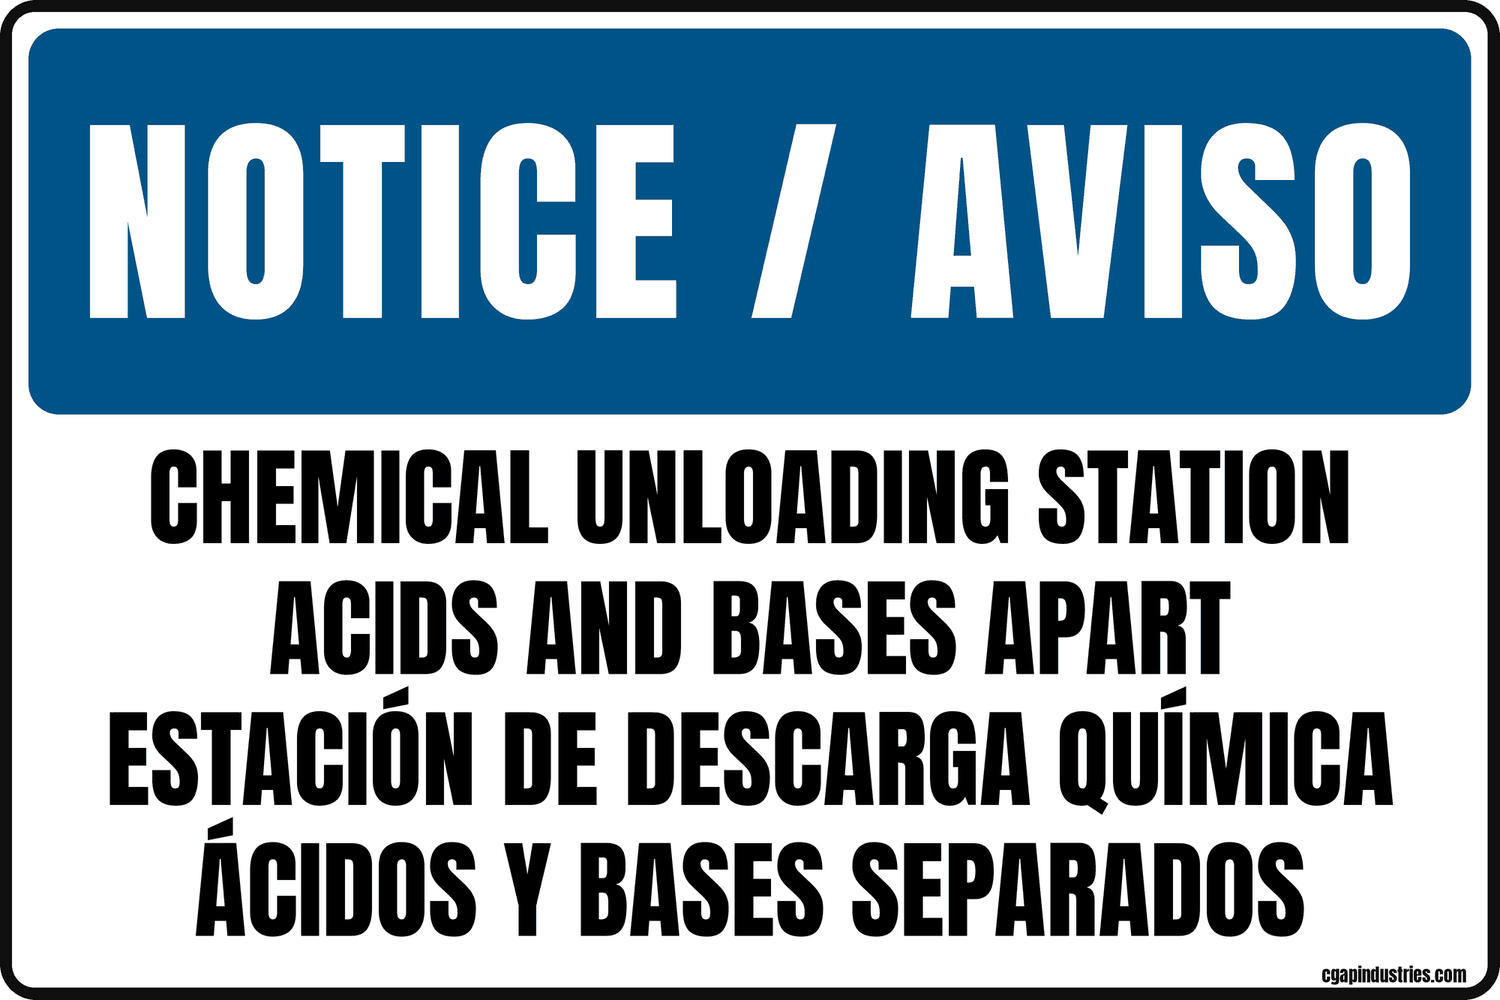 NOTICE / AVISO
CHEMICAL UNLOADING STATION
ACIDS AND BASES APART
ESTACIÓN DE DESCARGA QUÍMICA
ÁCIDOS Y BASES SEPARADOS
cgapindustries.com